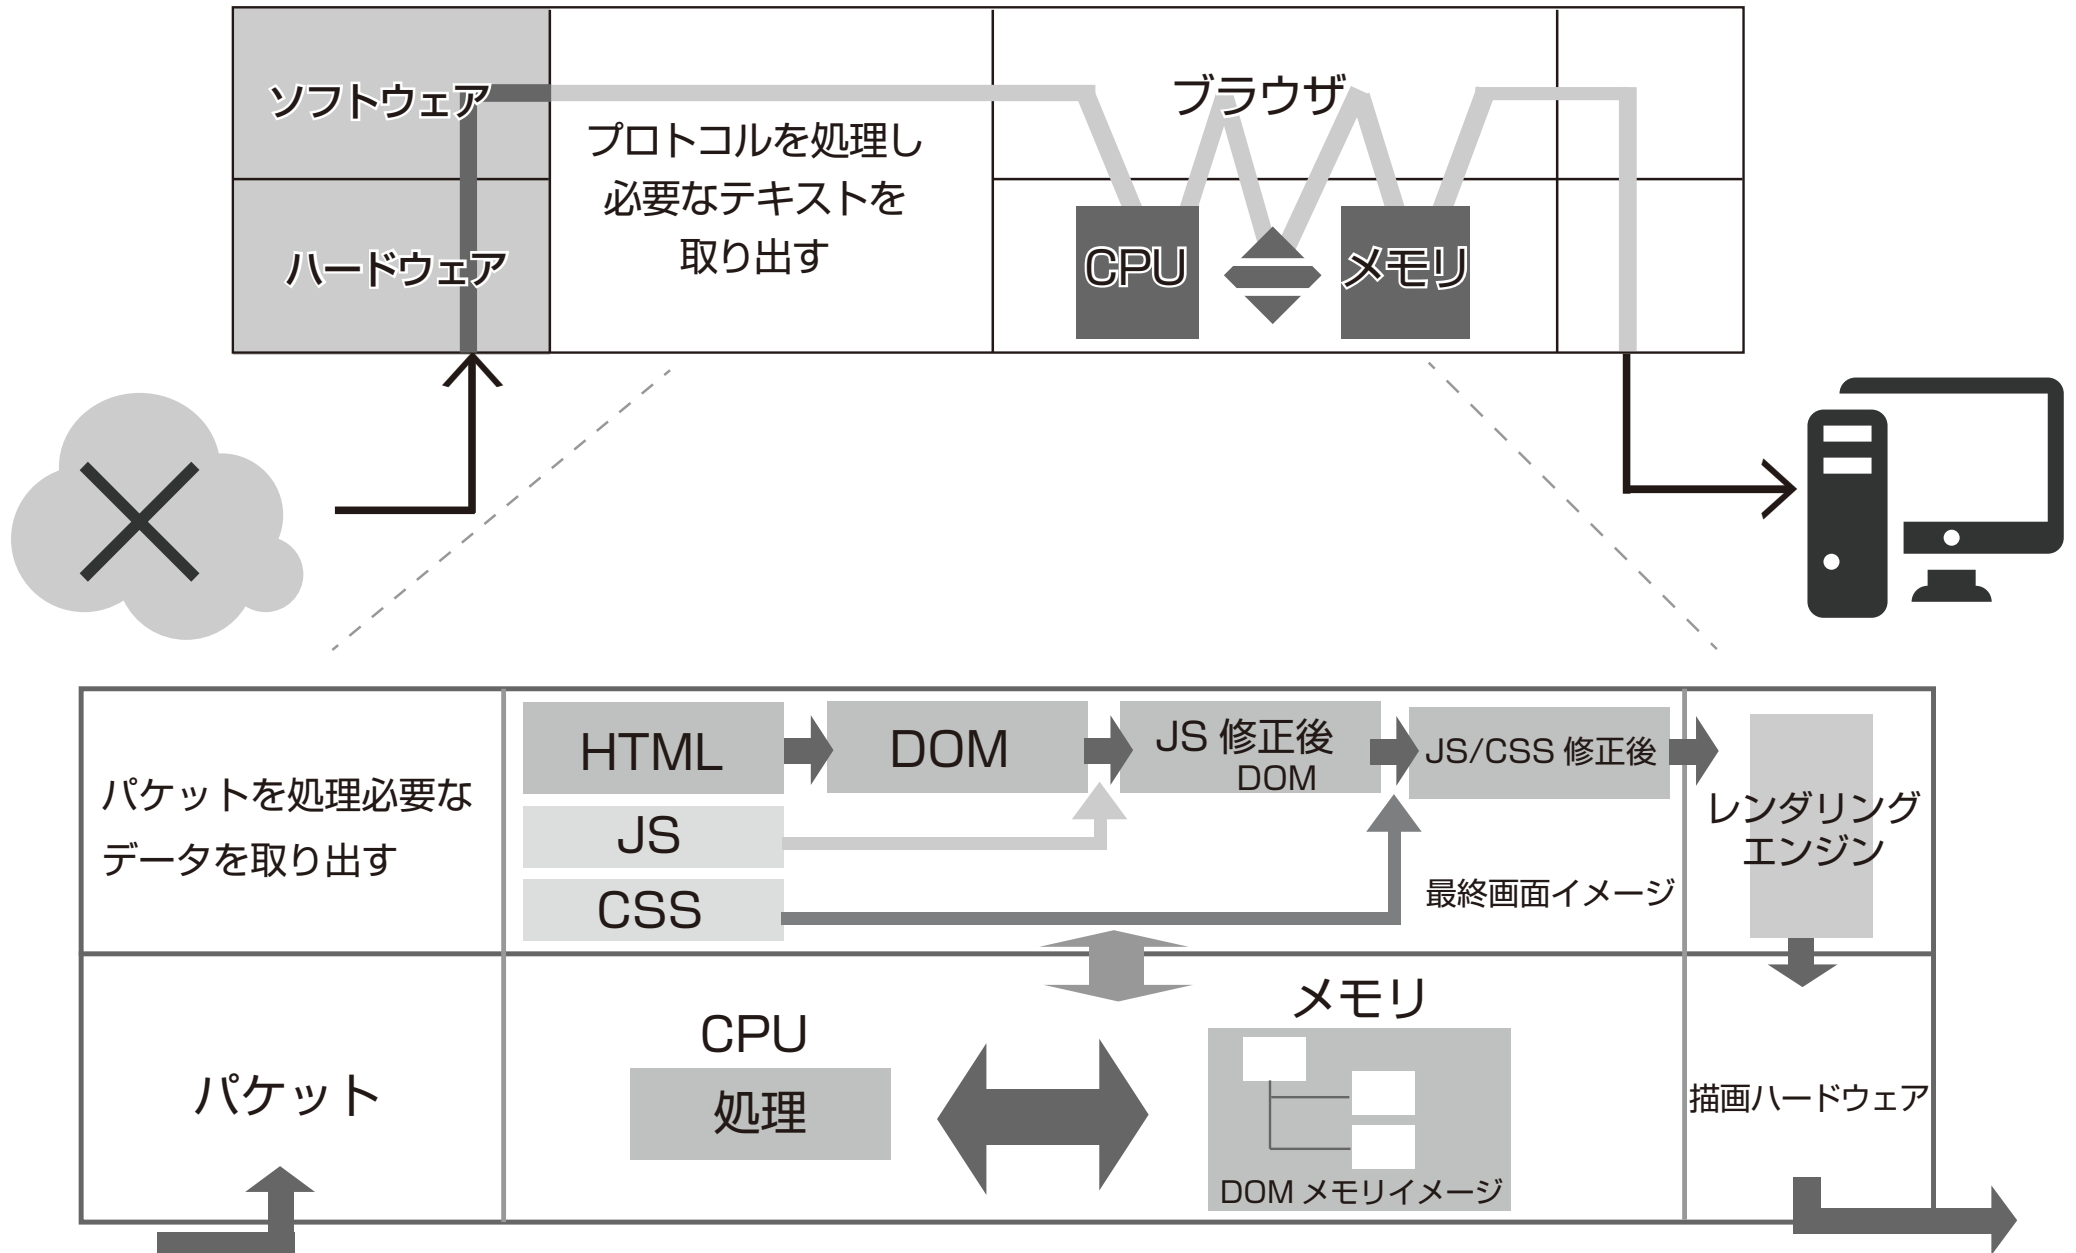 ソフトウェア
ハードウェア
プロトコルを処理し
必要なテキストを
取り出す
ブラウザ
CPU
メモリ
パケットを処理必要な
データを取り出す
HTML
DOM
JS 修正後
DOM
JS/CSS 修正後
JS
CSS
最終画面イメージ
レンダリング
エンジン
パケット
CPU
処理
メモリ
DOM メモリイメージ
描画ハードウェア